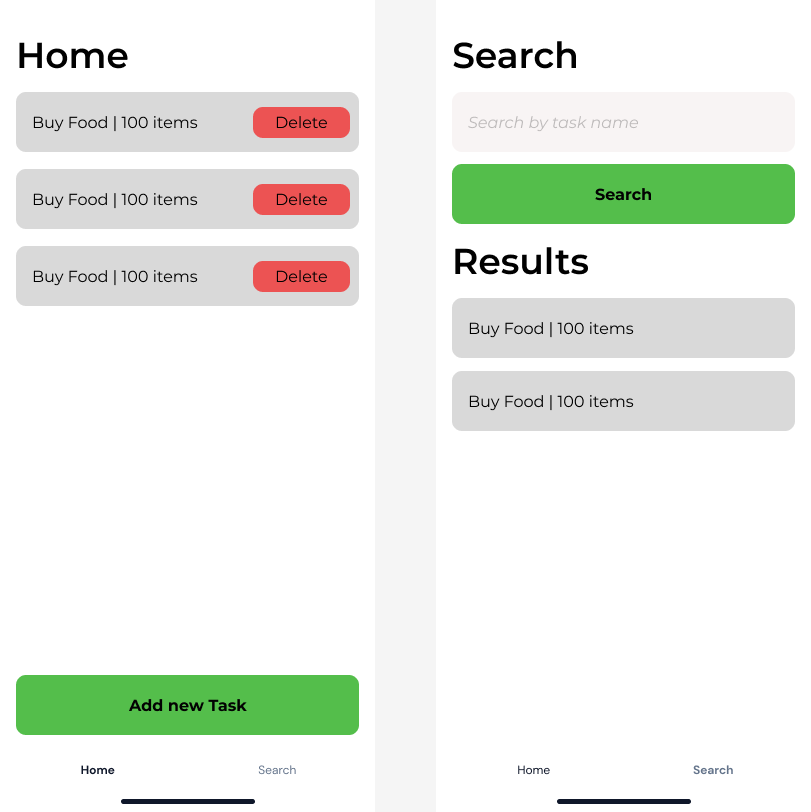 Home
Buy Food | 100 items
Delete
Buy Food | 100 items
Delete
Buy Food | 100 items
Delete
Add new Task
Home
Search
Search
Search by task name
Search
Results
Buy Food | 100 items
Buy Food | 100 items
Home
Search